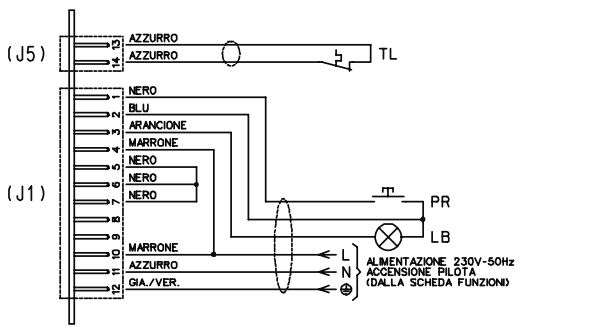 (J5)
13 AZZURRO
14 AZZURRO
TL
(J1)
1 NERO
2 BLU
3 ARANCIONE
4 MARRONE
5 NERO
6 NERO
7 NERO
8
9
10 MARRONE
11 AZZURRO
12 GIA./VER.
PR
LB
L
N
ALIMENTAZIONE 230V-50Hz
ACCENSIONE PILOTA
(DALLA SCHEDA FUNZIONI)